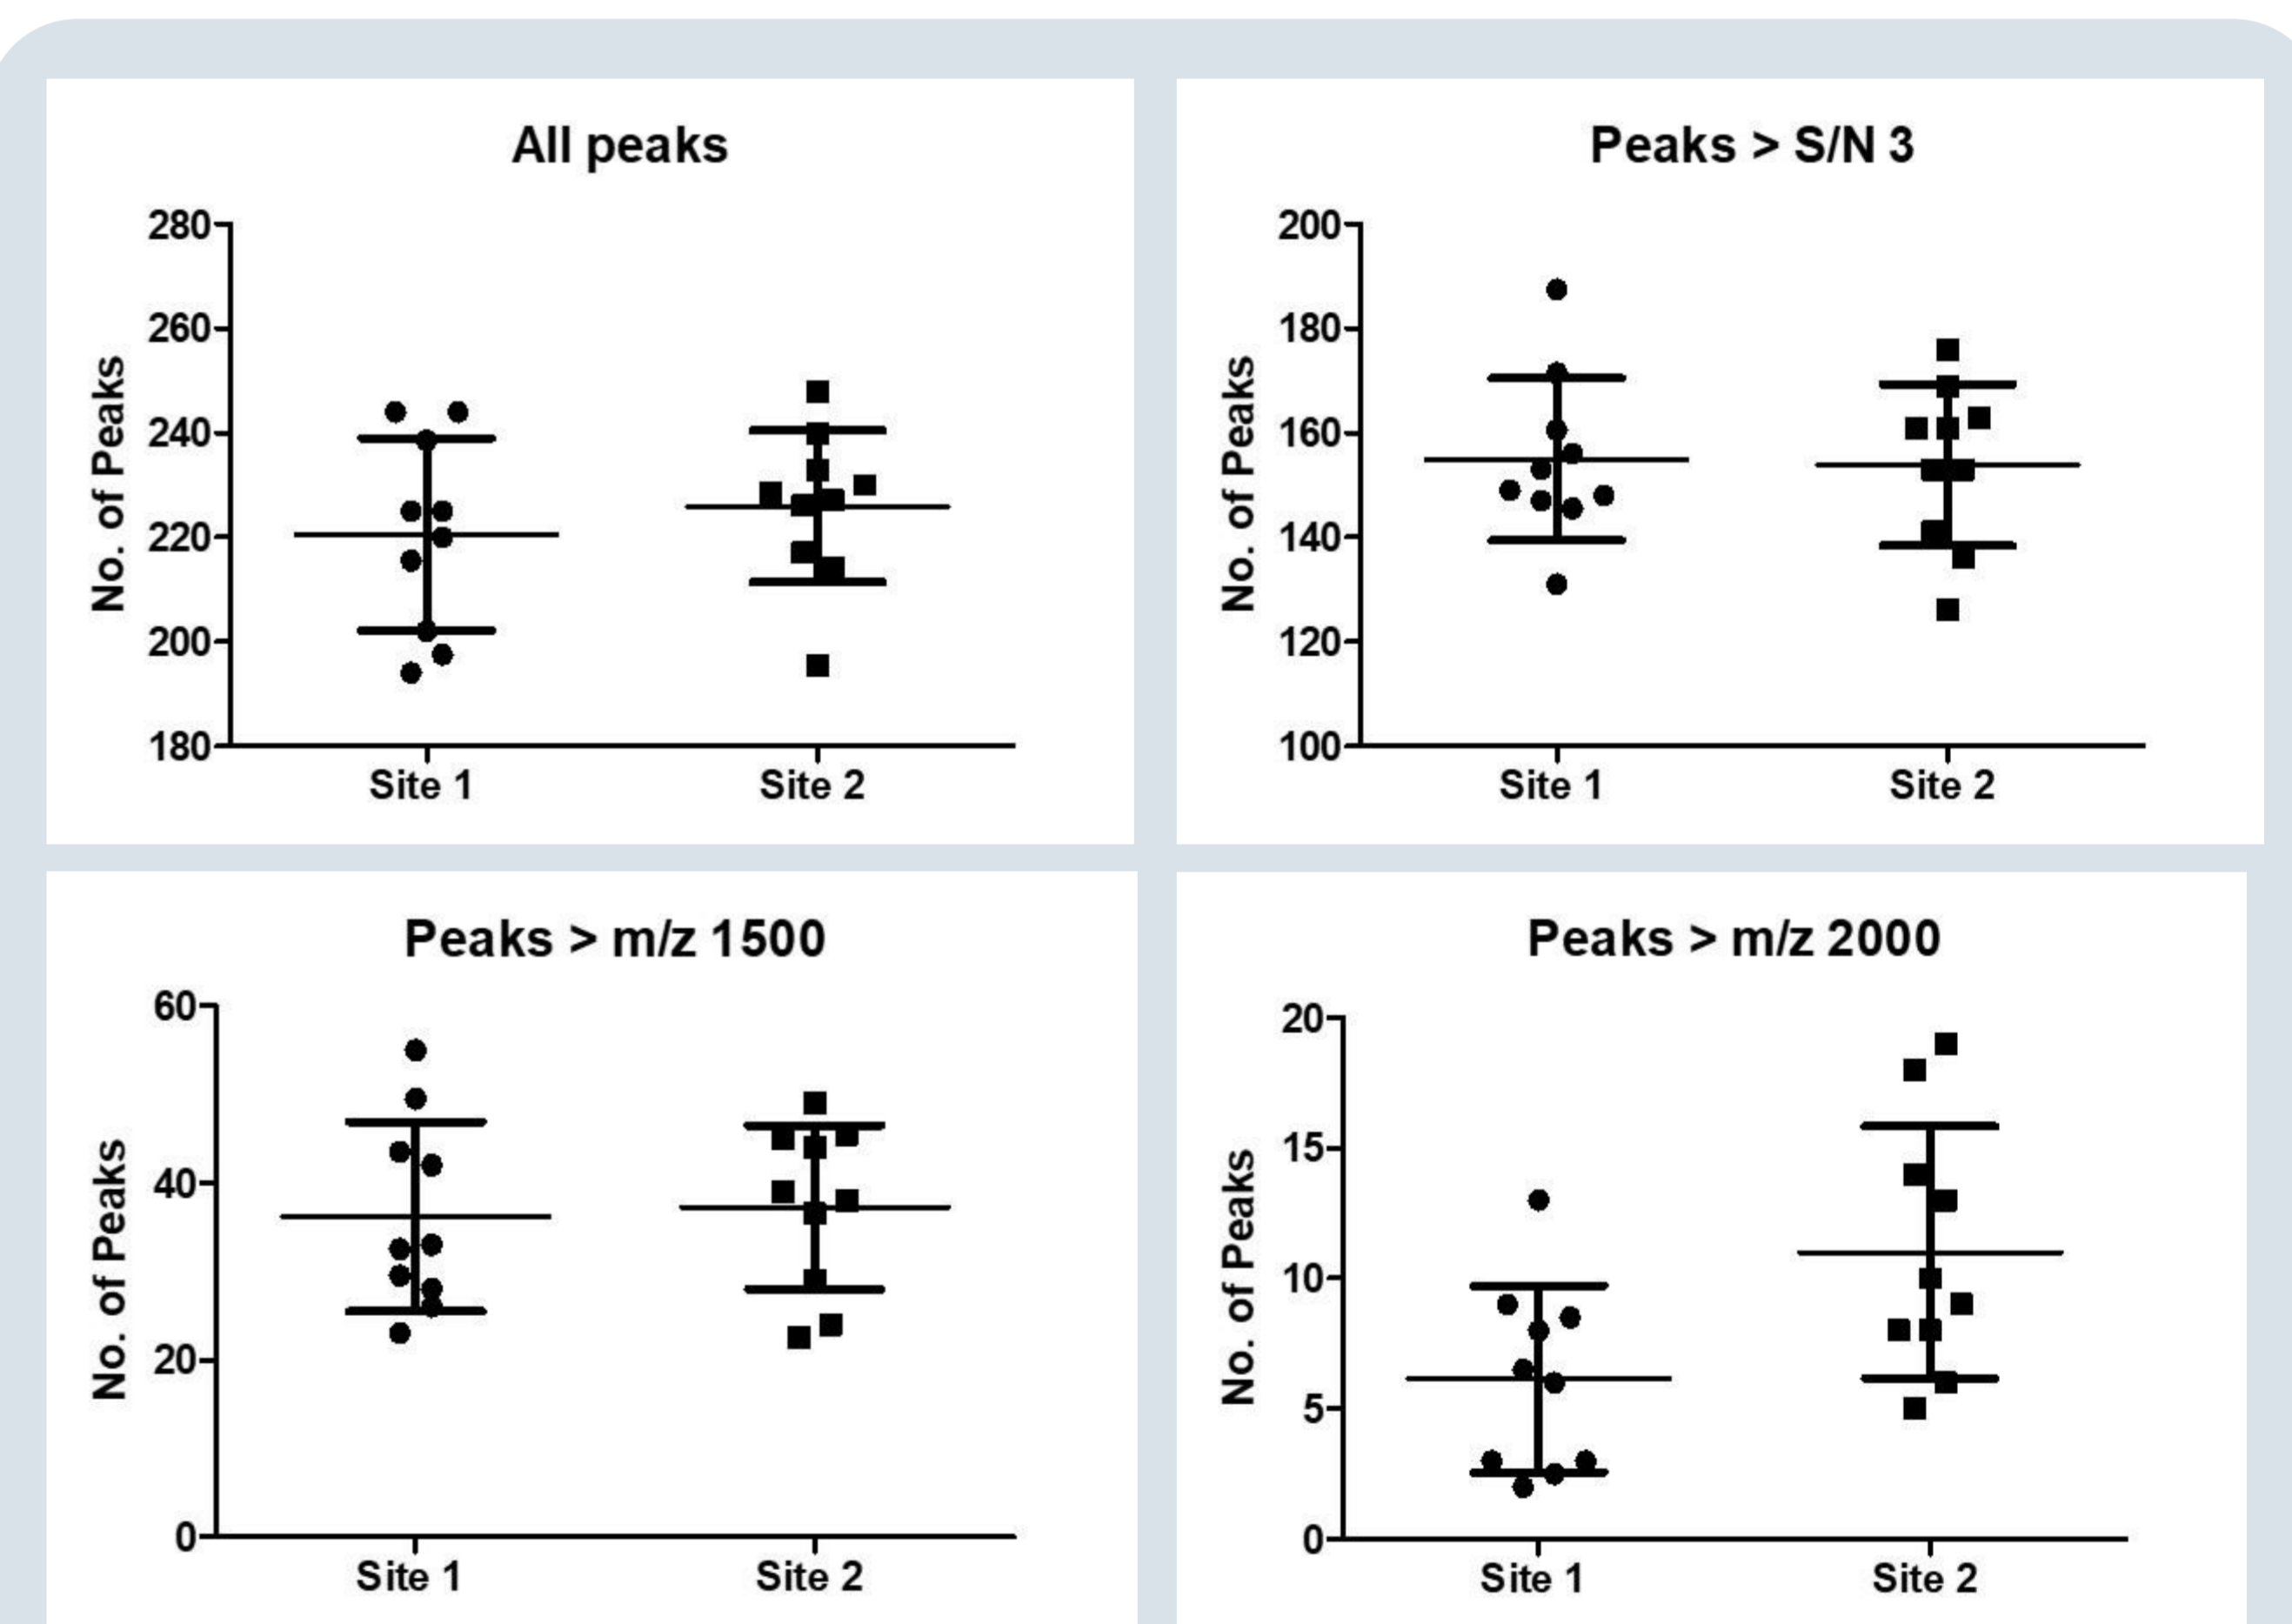 All peaks
280
260
240
220
200
180
No. of Peaks
Site 1
Site 2
Peaks > S/N 3
200
180
160
140
120
100
No. of Peaks
Site 1
Site 2
Peaks > m/z 1500
60
40
20
0
No. of Peaks
Site 1
Site 2
Peaks > m/z 2000
20
15
10
5
0
No. of Peaks
Site 1
Site 2